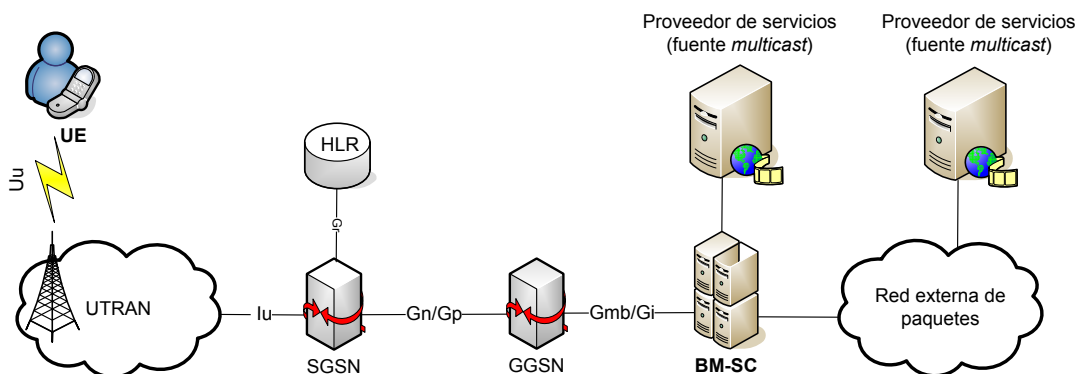 Proveedor de servicios
(fuente multicast)
Proveedor de servicios
(fuente multicast)
UE
Uu
HLR
Gr
UTRAN
Iu
Gn/Gp
Gmb/Gi
Red externa de
paquetes
SGSN
GGSN
BM-SC